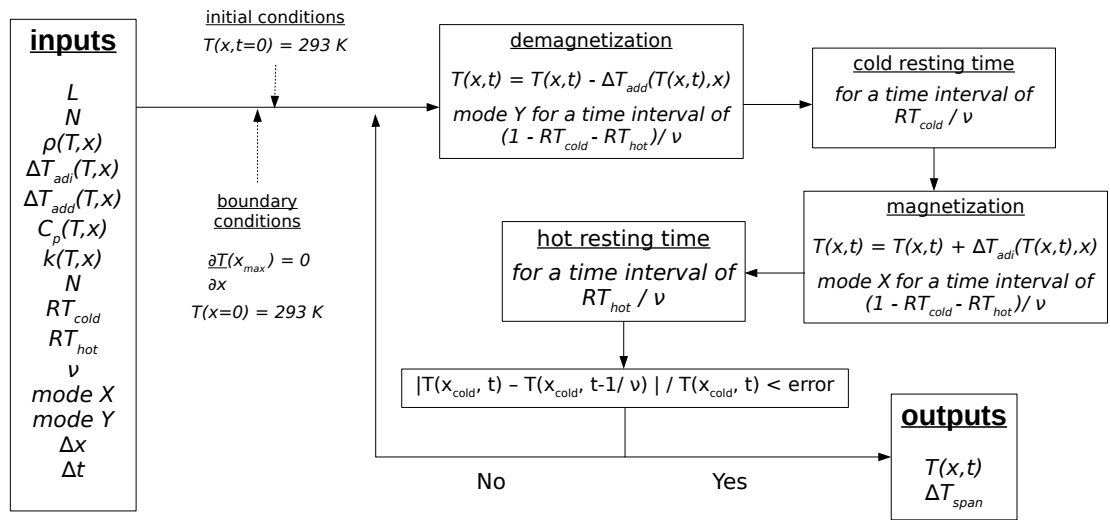 inputs
L
N
ρ(T,x)
ΔT_adi(T,x)
ΔT_add(T,x)
C_p(T,x)
k(T,x)
N
RT_cold
RT_hot
ν
mode X
mode Y
Δx
Δt
initial conditions
T(x,t=0) = 293 K
boundary
conditions
∂T(x_max) = 0
∂x
T(x=0) = 293 K
demagnetization
T(x,t) = T(x,t) - ΔT_add(T(x,t),x)
mode Y for a time interval of
(1 - RT_cold - RT_hot)/ ν
cold resting time
for a time interval of
RT_cold / ν
magnetization
T(x,t) = T(x,t) + ΔT_adi(T(x,t),x)
mode X for a time interval of
(1 - RT_cold - RT_hot)/ ν
hot resting time
for a time interval of
RT_hot / ν
|T(x_cold, t) – T(x_cold, t-1/ ν) | / T(x_cold, t) < error
No
Yes
outputs
T(x,t)
ΔT_span